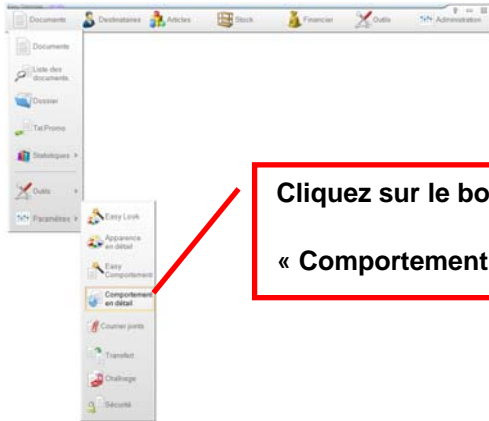 Documents Destinataires Articles Stock Financier Outils Administration
Documents
Liste des
documents
Dossier
Txt Promo
Statistiques
Outils
Paramètres
Easy Look
Apparence
en détail
Easy
Comportement
Comportement
en détail
Courrier joints
Transfert
Chaînage
Sécurité
Cliquez sur le bo
« Comportement